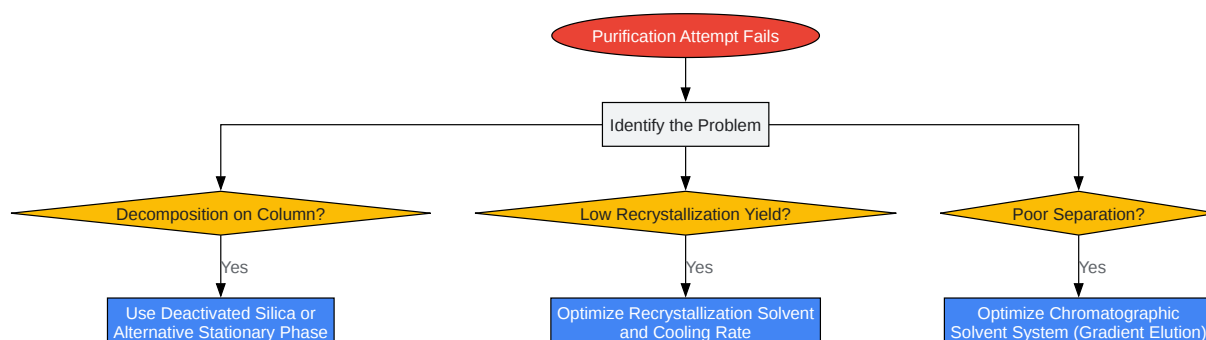 Purification Attempt Fails
Identify the Problem
Decomposition on Column?
Low Recrystallization Yield?
Poor Separation?
Yes
Yes
Yes
Use Deactivated Silica or
Alternative Stationary Phase
Optimize Recrystallization Solvent
and Cooling Rate
Optimize Chromatographic
Solvent System (Gradient Elution)